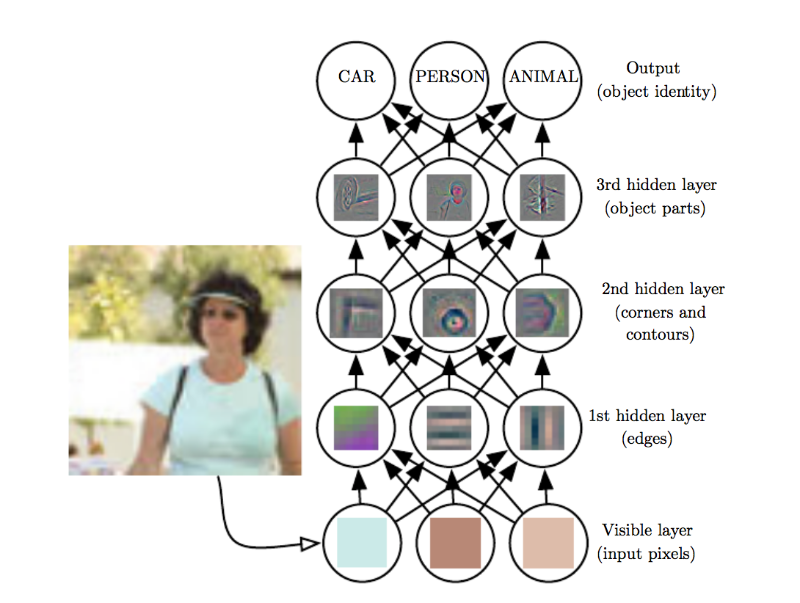 CAR
PERSON
ANIMAL
Output
(object identity)
3rd hidden layer
(object parts)
2nd hidden layer
(corners and
contours)
1st hidden layer
(edges)
Visible layer
(input pixels)